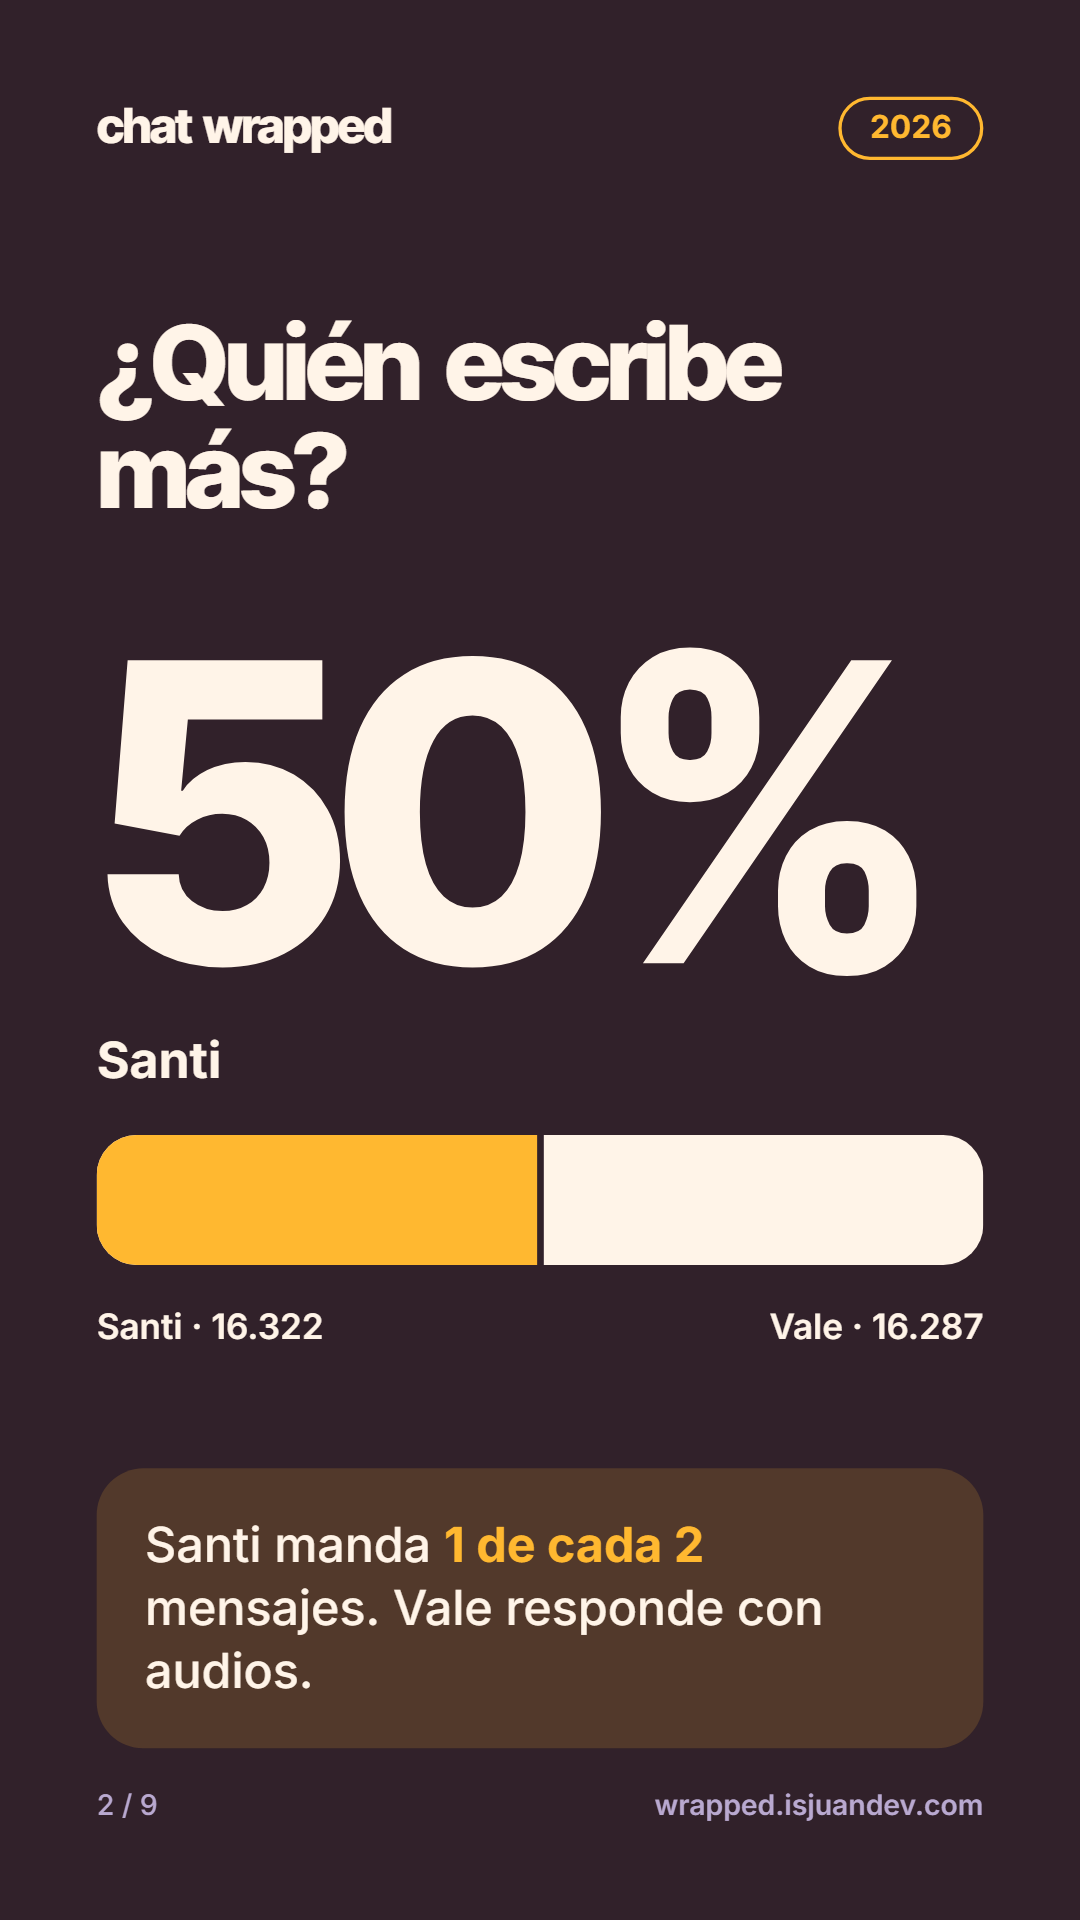 chat wrapped
2026
¿Quién escribe
más?
50%
Santi
Santi · 16.322
Vale · 16.287
Santi manda 1 de cada 2
mensajes. Vale responde con
audios.
2 / 9
wrapped.isjuandev.com